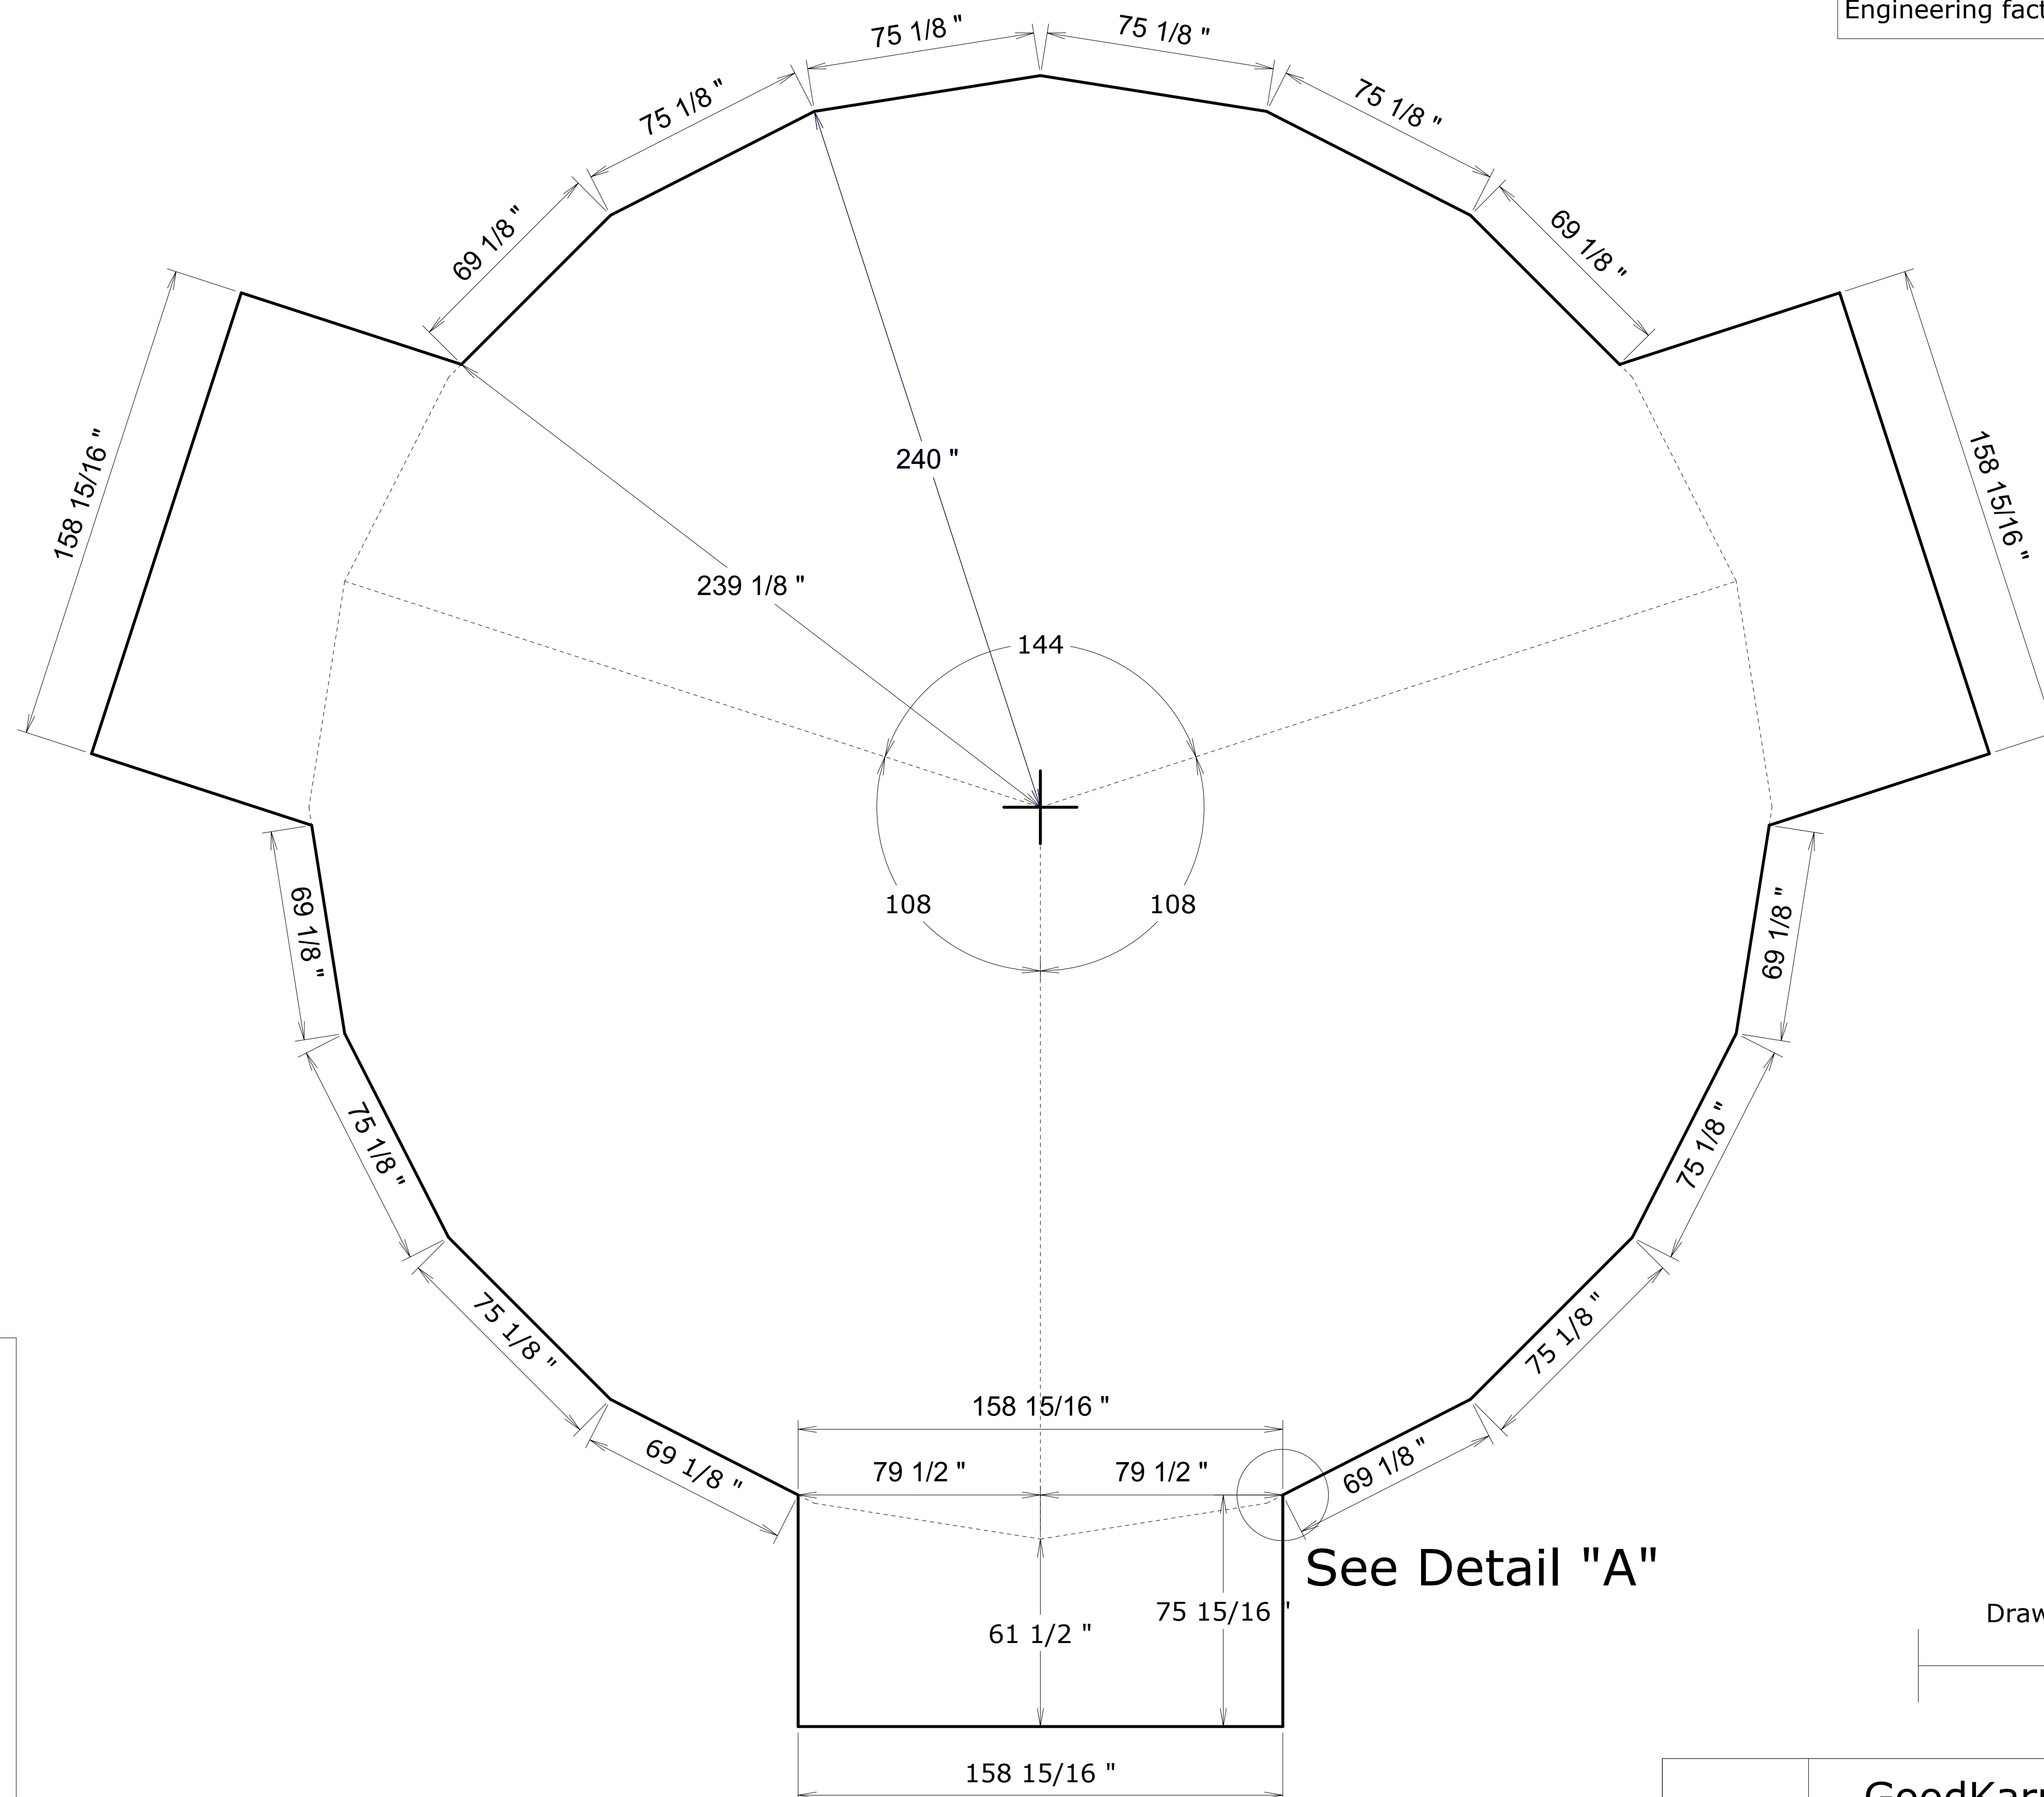 Engineering fact
75 1/8 "
75 1/8 "
75 1/8 "
75 1/8 "
69 1/8 "
69 1/8 "
158 15/16 "
158 15/16 "
240 "
239 1/8 "
144
108
108
69 1/8 "
69 1/8 "
75 1/8 "
75 1/8 "
75 1/8 "
75 1/8 "
158 15/16 "
69 1/8 "
69 1/8 "
79 1/2 "
79 1/2 "
See Detail "A"
75 15/16 "
61 1/2 "
Draw
158 15/16 "